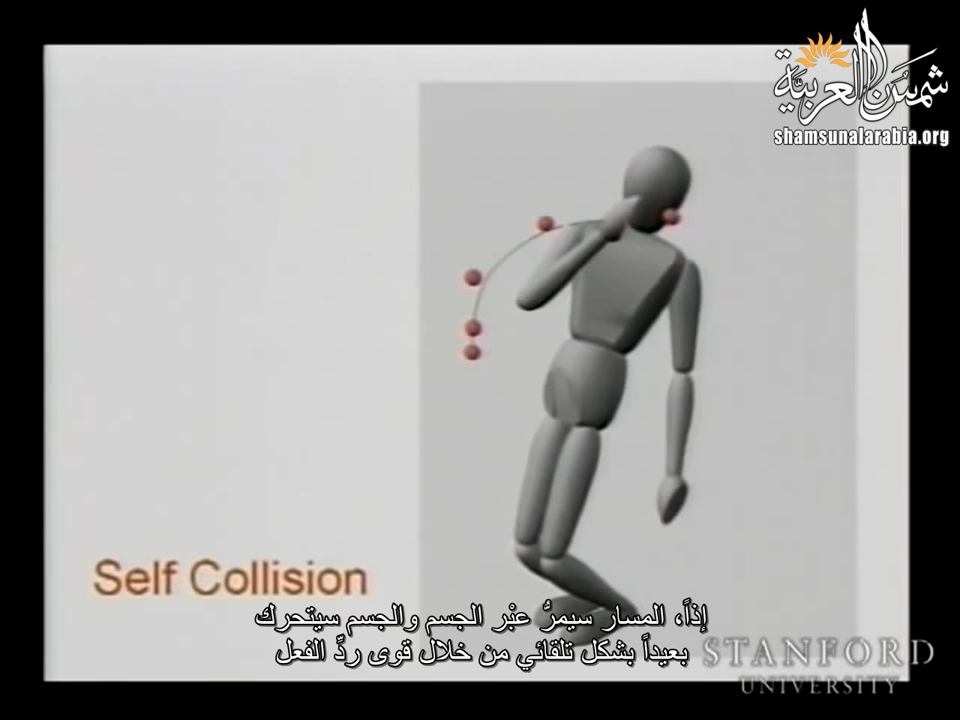 شمس العربية
shamsunalarabia.org
Self Collision
إذاً، المسار سيمرُّ عبْر الجسم والجسم سيتحرك
بعيداً بشكل تلقائي من خلال قوى ردِّ الفعل
STANFORD
UNIVERSITY